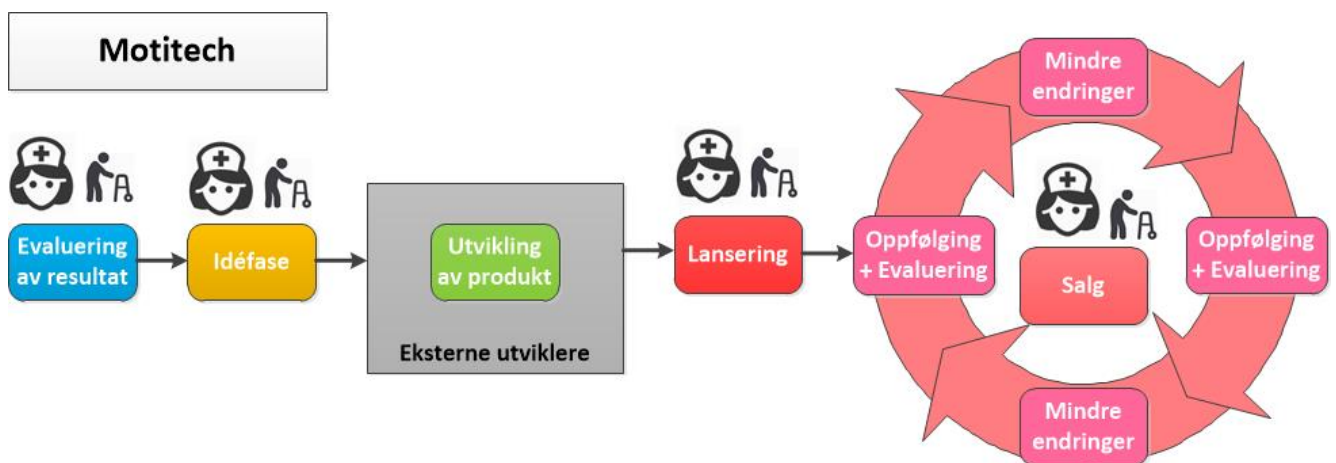 Motitech
Evaluering
av resultat
Idéfase
Utvikling
av produkt
Eksterne utviklere
Lansering
Mindre
endringer
Oppfølging
+ Evaluering
Salg
Oppfølging
+ Evaluering
Mindre
endringer